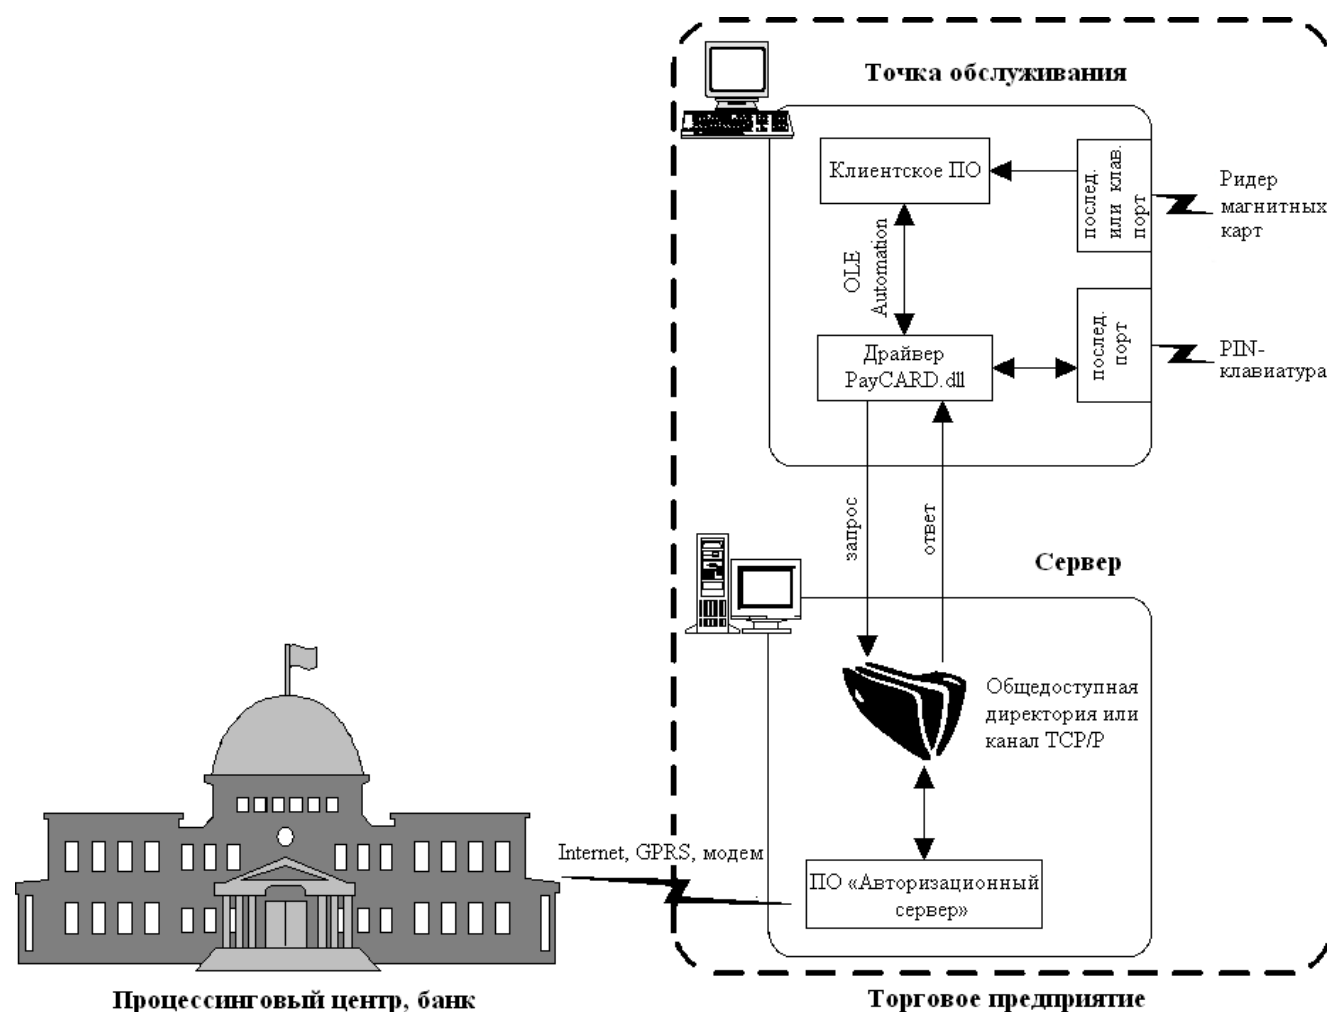 Точка обслуживания
Клиентское ПО
послед.
или клав.
порт
Ридер
магнитных
карт
OLE
Automation
Драйвер
PayCARD.dll
послед.
порт
PIN-
клавиатура
запрос
ответ
Сервер
Общедоступная
директория или
канал TCP/P
Internet, GPRS, модем
ПО «Авторизационный
сервер»
Процессинговый центр, банк
Торговое предприятие